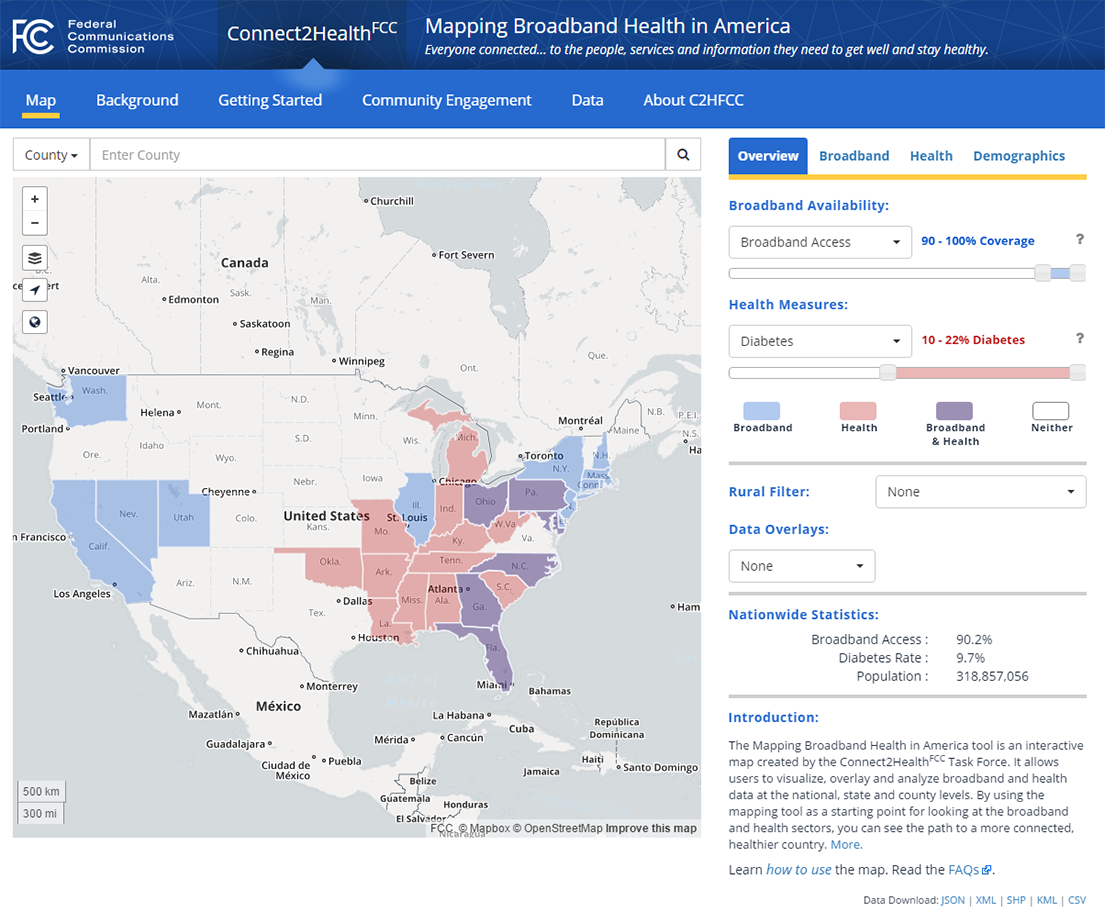 FCC
Federal
Communications
Commission
Connect2HealthFCC
Mapping Broadband Health in America
Everyone connected... to the people, services and information they need to get well and stay healthy.
Map
Background
Getting Started
Community Engagement
Data
About C2HFCC
County
Enter County
+
−
Churchill
Fort Severn
Canada
Alta.
Sask.
Man.
Edmonton
Saskatoon
Regina
Winnipeg
Ont.
Que.
Vancouver
Wash.
Seattle
Portland
Helena
Mont.
N.D.
Minn.
Montréal
N.B.
P.E.I.
Maine
N.S.
Ha
Ore.
Idaho
Wyo.
S.D.
Wis.
Mich.
Toronto
N.Y.
N.H.
Mass
Conn
Nebr.
Iowa
Chicago
Cheyenne
Ill.
Ind.
Ohio
Pa.
N.J.
Nev.
Utah
Colo.
United States
Kans.
St. Louis
Mo.
Ky.
W.Va.
Va.
n Francisco
Calif.
Okla.
Ark.
Tenn.
N.C.
Los Angeles
Ariz.
N.M.
Dallas
Tex.
Miss.
Ala.
Atlanta
Ga.
S.C.
Ham
La.
Houston
Fla.
Chihuahua
Monterrey
Gulf of
Mexico
Miami
Bahamas
México
Mazatlán
La Habana
Cuba
República
Dominicana
Guadalajara
Mérida
Cancún
Ciudad de
México
Puebla
Haiti
Santo Domingo
Jamaica
Belize
Guatemala
Honduras
El Salvador
Nicaragua
500 km
300 mi
FCC, © Mapbox © OpenStreetMap Improve this map
Overview
Broadband
Health
Demographics
Broadband Availability:
Broadband Access
90 - 100% Coverage
?
Health Measures:
Diabetes
10 - 22% Diabetes
?
Broadband
Health
Broadband
& Health
Neither
Rural Filter:
None
Data Overlays:
None
Nationwide Statistics:
Broadband Access : 90.2%
Diabetes Rate : 9.7%
Population : 318,857,056
Introduction:
The Mapping Broadband Health in America tool is an interactive
map created by the Connect2HealthFCC Task Force. It allows
users to visualize, overlay and analyze broadband and health
data at the national, state and county levels. By using the
mapping tool as a starting point for looking at the broadband
and health sectors, you can see the path to a more connected,
healthier country. More.
Learn how to use the map. Read the FAQs.
Data Download: JSON | XML | SHP | KML | CSV